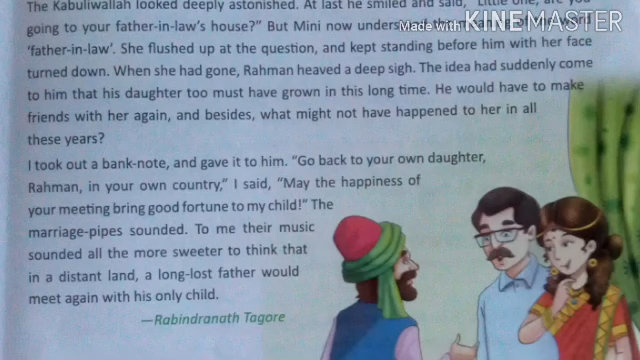 The Kabuliwallah looked deeply astonished. At last he smiled and said, "Little one, are you
going to your father-in-law's house?" But Mini now understood the word
'father-in-law'. She flushed up at the question, and kept standing before him with her face
turned down. When she had gone, Rahman heaved a deep sigh. The idea had suddenly come
to him that his daughter too must have grown in this long time. He would have to make
friends with her again, and besides, what might not have happened to her in all
these years?
I took out a bank-note, and gave it to him. "Go back to your own daughter,
Rahman, in your own country," I said, "May the happiness of
your meeting bring good fortune to my child!" The
marriage-pipes sounded. To me their music
sounded all the more sweeter to think that
in a distant land, a long-lost father would
meet again with his only child.
—Rabindranath Tagore
Made with KINEMASTER